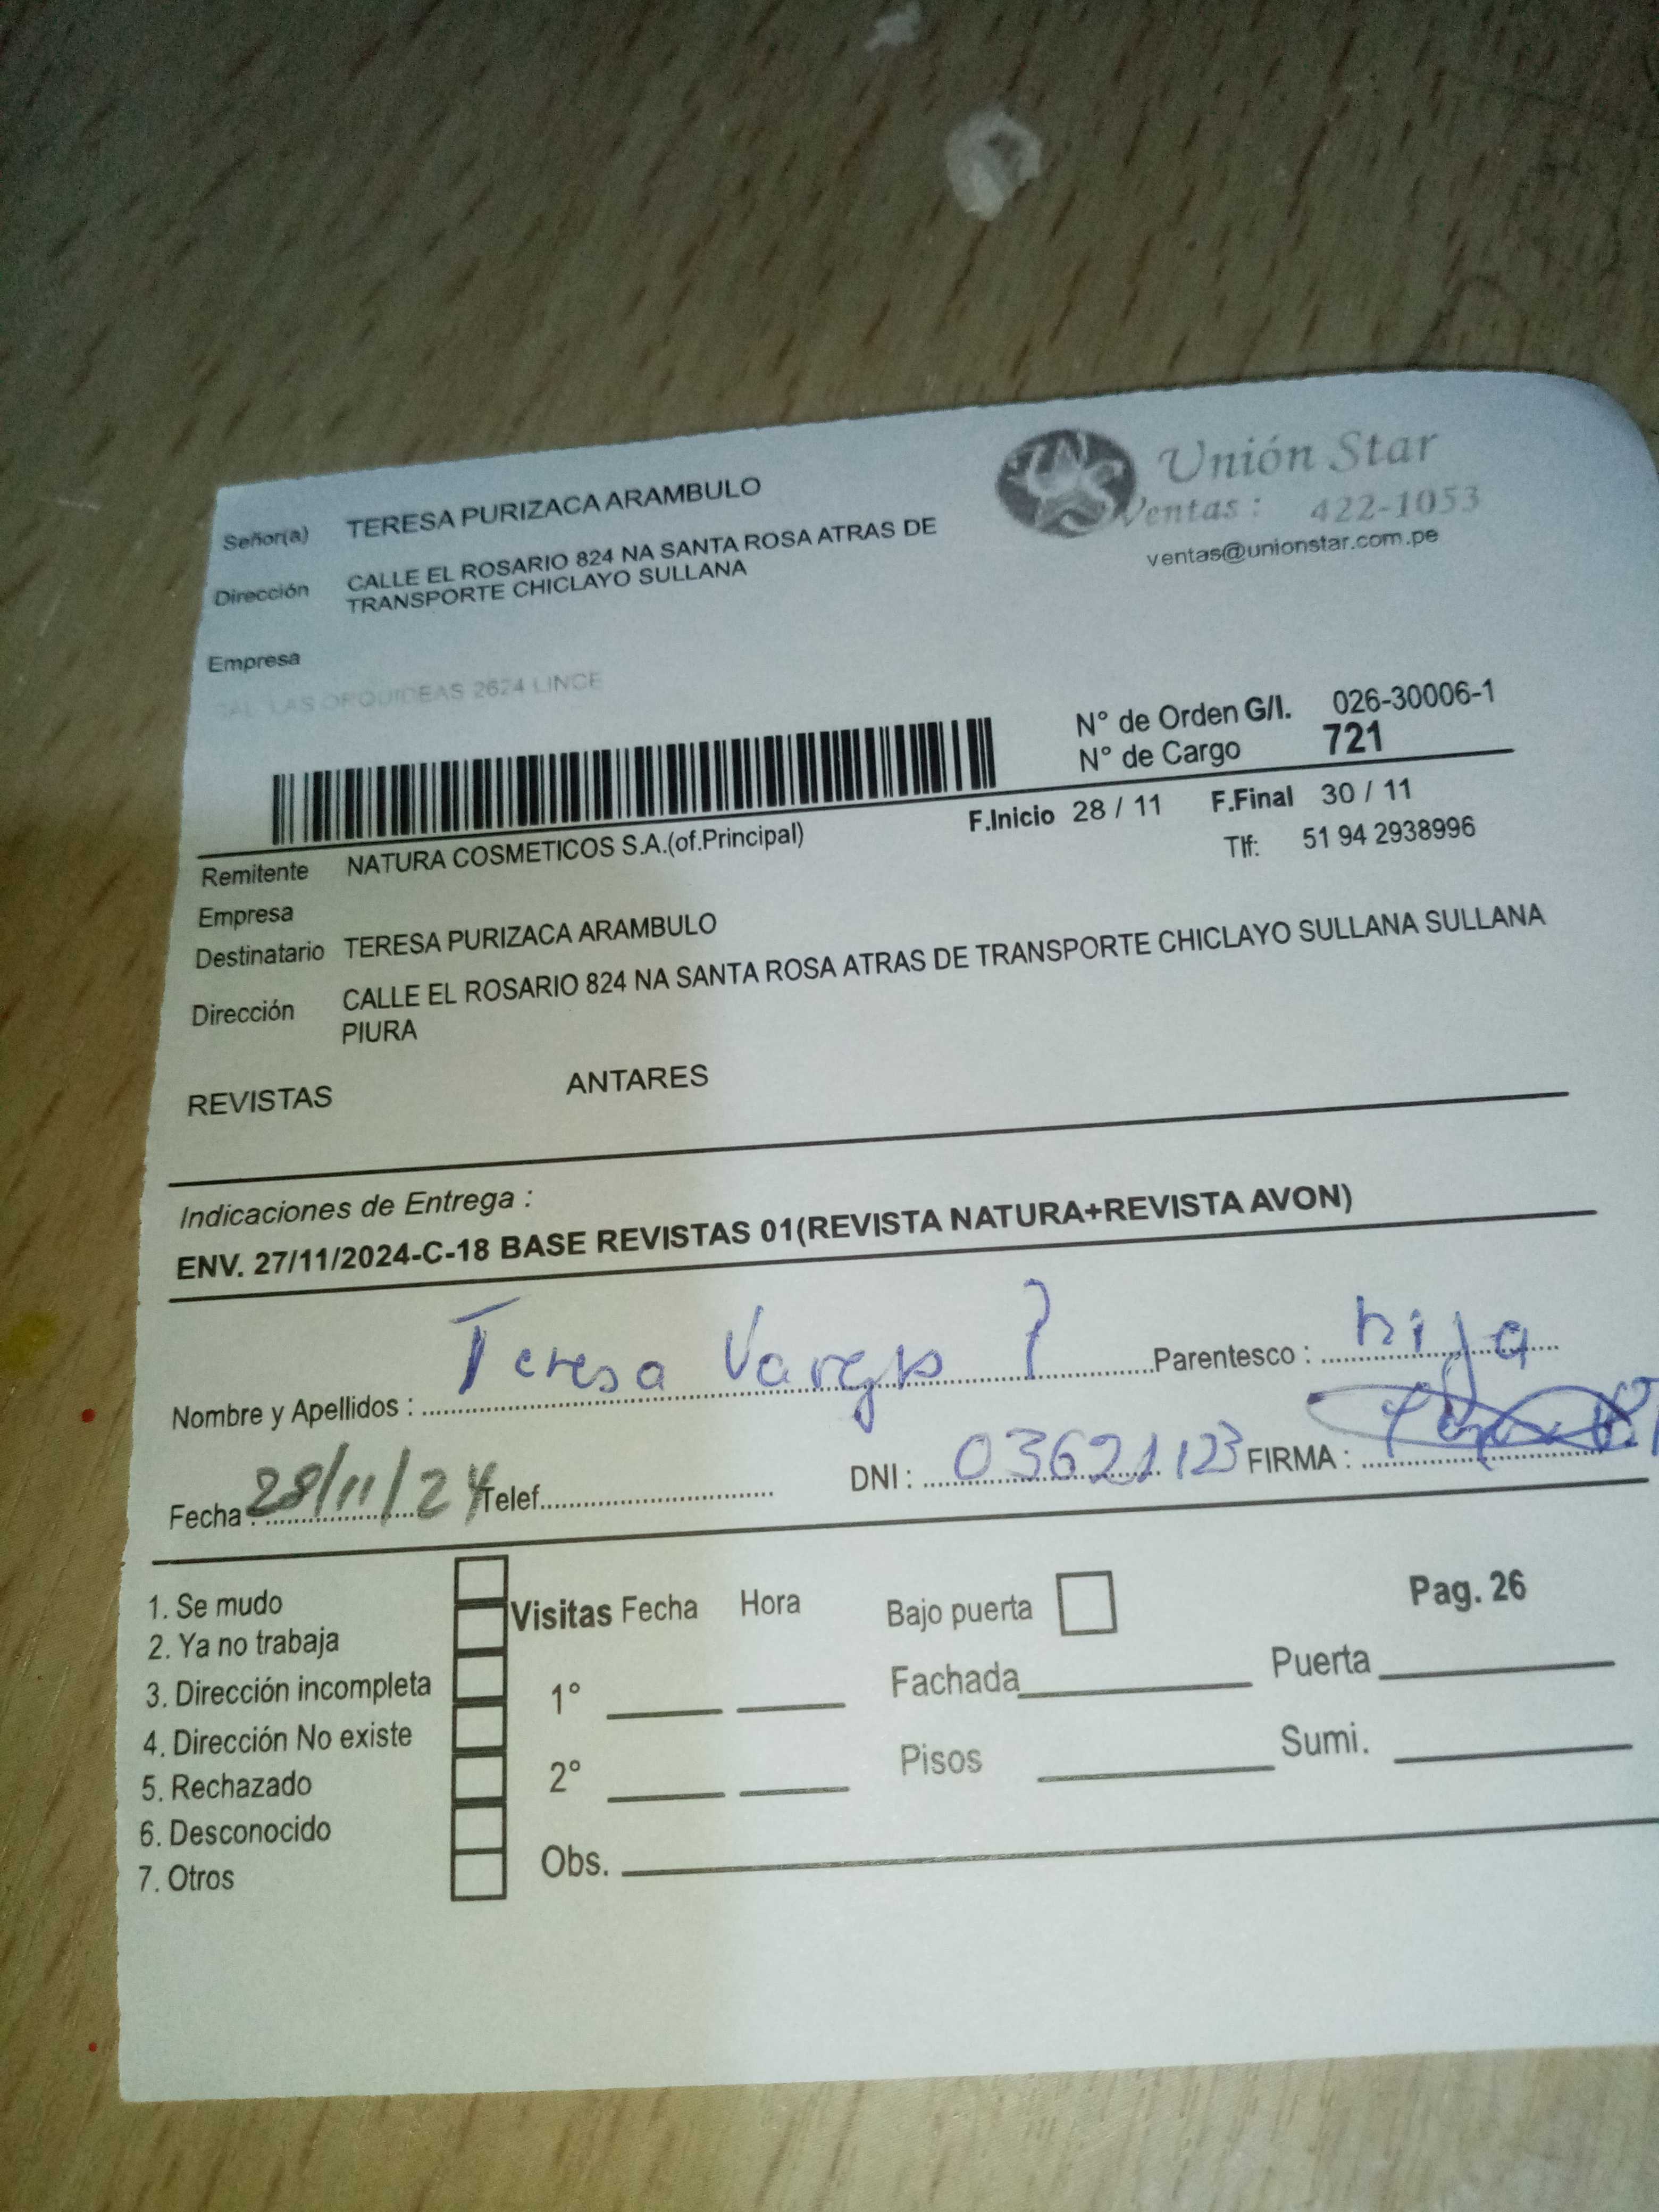 Unión Star
Ventas : 422-1053
ventas@unionstar.com.pe
Señor(a) TERESA PURIZACA ARAMBULO
Dirección CALLE EL ROSARIO 824 NA SANTA ROSA ATRAS DE
TRANSPORTE CHICLAYO SULLANA
Empresa
CAL. LAS ORQUIDEAS 2624 LINCE
N° de Orden G/I. 026-30006-1
N° de Cargo 721
F.Inicio 28 / 11 F.Final 30 / 11
Remitente NATURA COSMETICOS S.A.(of.Principal) Tlf: 51 94 2938996
Empresa
Destinatario TERESA PURIZACA ARAMBULO
Dirección CALLE EL ROSARIO 824 NA SANTA ROSA ATRAS DE TRANSPORTE CHICLAYO SULLANA SULLANA
PIURA
REVISTAS ANTARES
Indicaciones de Entrega :
ENV. 27/11/2024-C-18 BASE REVISTAS 01(REVISTA NATURA+REVISTA AVON)
Nombre y Apellidos : Teresa Vargas P Parentesco : hija
Fecha : 28/11/24 Telef. DNI : 03621123 FIRMA :
1. Se mudo
2. Ya no trabaja
3. Dirección incompleta
4. Dirección No existe
5. Rechazado
6. Desconocido
7. Otros
Visitas Fecha Hora
1°
2°
Obs.
Bajo puerta Pag. 26
Fachada Puerta
Pisos Sumi.